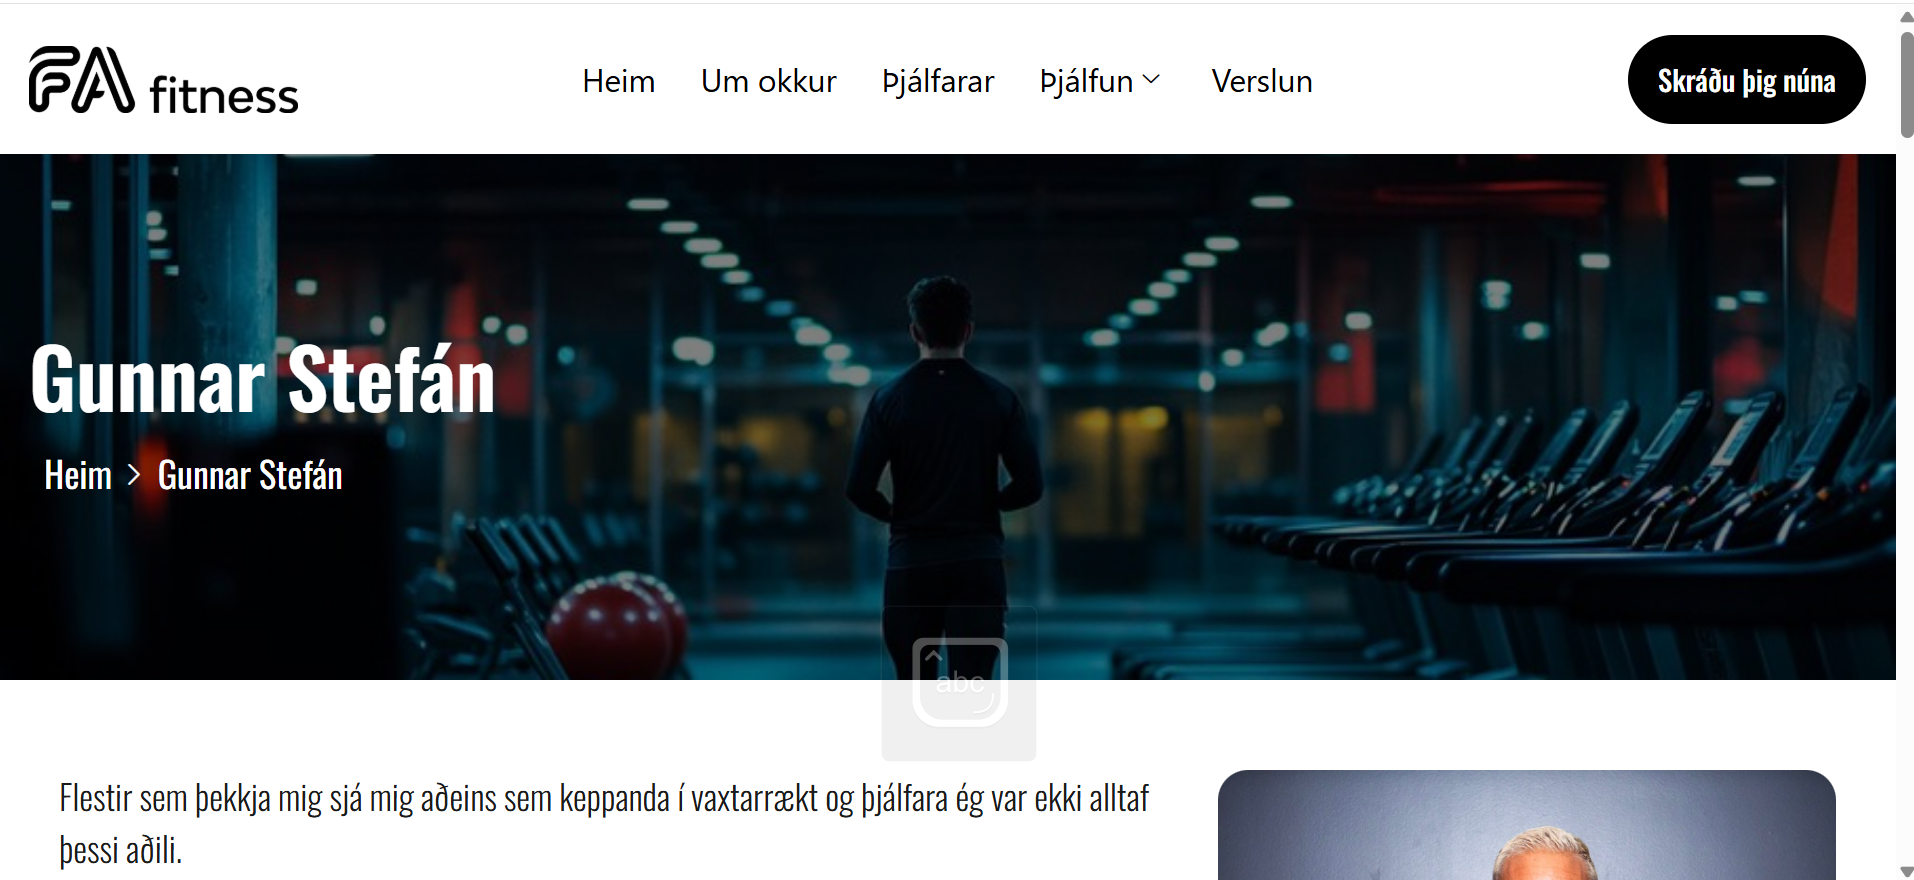 FA fitness
Heim Um okkur Þjálfarar Þjálfun Verslun
Skráðu þig núna
Gunnar Stefán
Heim > Gunnar Stefán
abc
Flestir sem þekkja mig sjá mig aðeins sem keppanda í vaxtarrækt og þjálfara ég var ekki alltaf
þessi aðili.